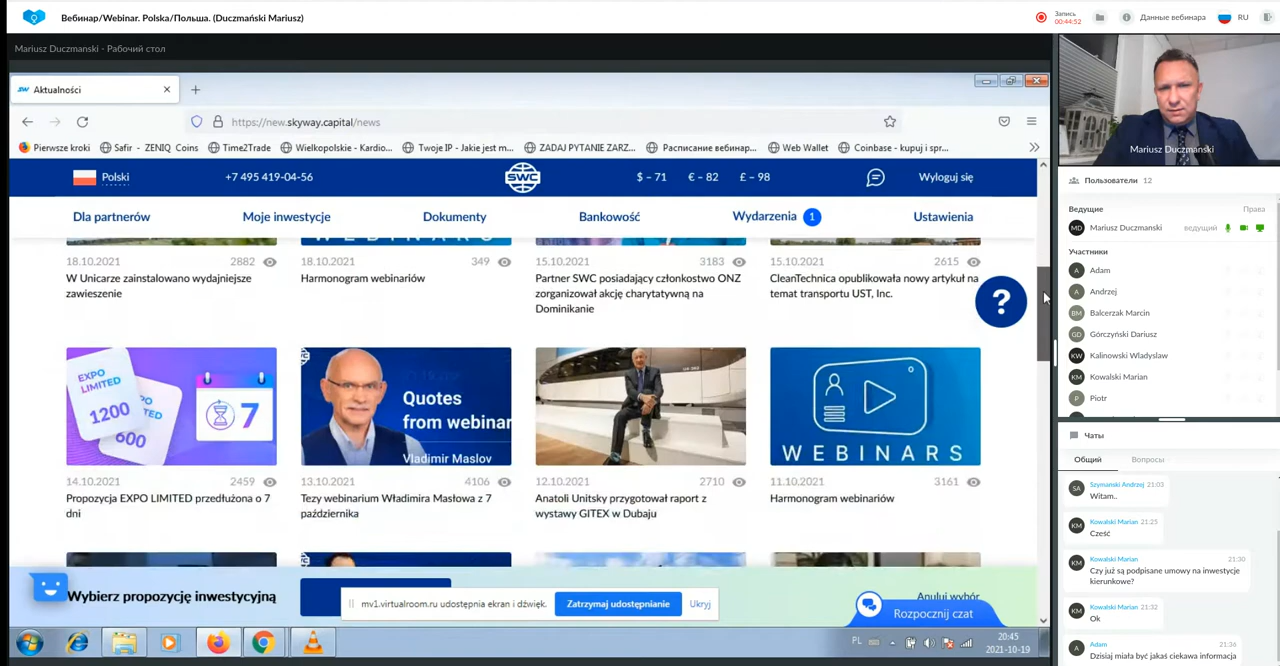 Вебинар/Webinar. Polska/Польша. (Duczmański Mariusz)
Запись
00:44:52
Данные вебинара
RU
Mariusz Duczmanski - Рабочий стол
Aktualności
https://new.skyway.capital/news
Pierwsze kroki
Safir - ZENIQ Coins
Time2Trade
Wielkopolskie - Kardio...
Twoje IP - Jakie jest m...
ZADAJ PYTANIE ZARZ...
Расписание вебинар...
Web Wallet
Coinbase - kupuj i spr...
Polski
+7 495 419-04-56
SWC
$ – 71
€ – 82
£ – 98
Wyloguj się
Dla partnerów
Moje inwestycje
Dokumenty
Bankowość
Wydarzenia 1
Ustawienia
WEBINARS
18.10.2021 2882
W Unicarze zainstalowano wydajniejsze
zawieszenie
18.10.2021 349
Harmonogram webinariów
15.10.2021 3183
Partner SWC posiadający członkostwo ONZ
zorganizował akcję charytatywną na
Dominikanie
15.10.2021 2615
CleanTechnica opublikowała nowy artykuł na
temat transportu UST, Inc.
?
EXPO
LIMITED
1200
600
7
Quotes
from webinar
Vladimir Maslov
WEBINARS
14.10.2021 2459
Propozycja EXPO LIMITED przedłużona o 7
dni
13.10.2021 4106
Tezy webinarium Władimira Masłowa z 7
października
12.10.2021 2710
Anatoli Unitsky przygotował raport z
wystawy GITEX w Dubaju
11.10.2021 3161
Harmonogram webinariów
Wybierz propozycję inwestycyjną
Anuluj wybór
mv1.virtualroom.ru udostępnia ekran i dźwięk.
Zatrzymaj udostępnianie
Ukryj
Rozpocznij czat
PL
20:45
2021-10-19
Mariusz Duczmański
Пользователи 12
Ведущие
Права
MD Mariusz Duczmanski ведущий
Участники
A Adam
A Andrzej
BM Balcerzak Marcin
GD Górczyński Dariusz
KW Kalinowski Wladyslaw
KM Kowalski Marian
P Piotr
Чаты
Общий
Вопросы
SA Szymanski Andrzej 21:03
Witam..
KM Kowalski Marian 21:25
Cześć
KM Kowalski Marian 21:30
Czy już są podpisane umowy na inwestycje
kierunkowe?
KM Kowalski Marian 21:32
Ok
A Adam 21:36
Dzisiaj miała być jakaś ciekawa informacja